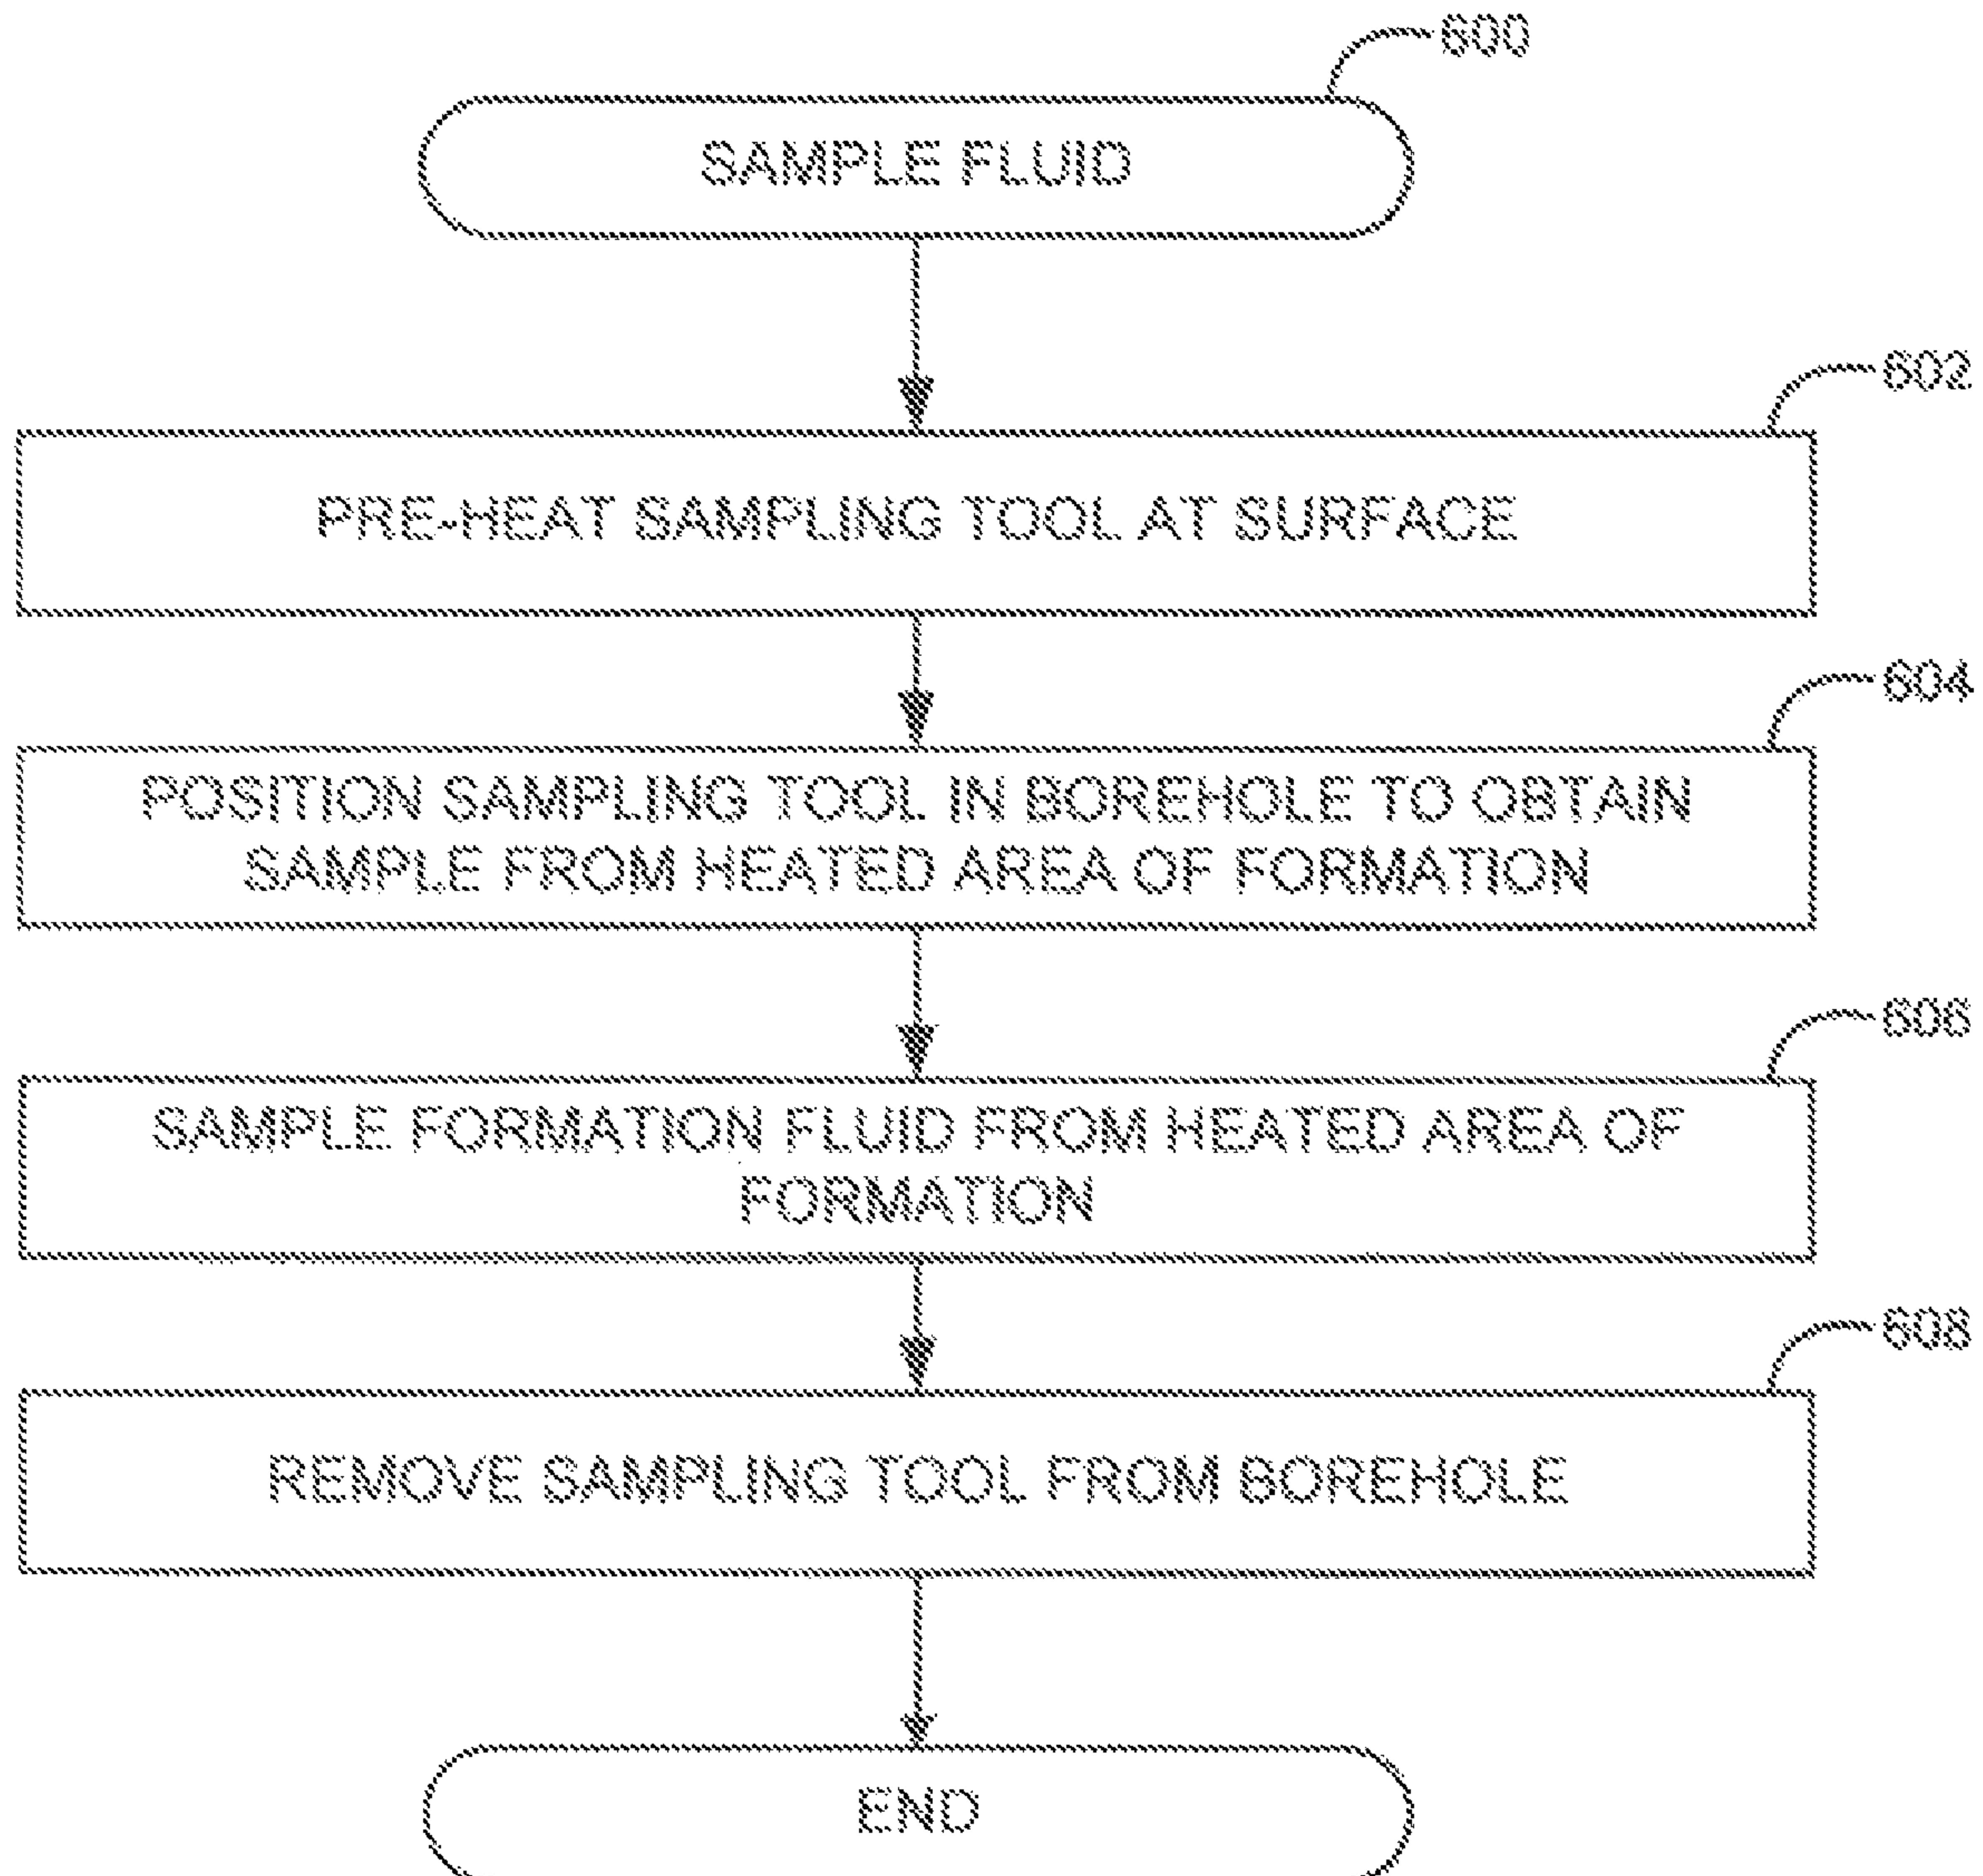 600
SAMPLE FLUID
602
PRE-HEAT SAMPLING TOOL AT SURFACE
604
POSITION SAMPLING TOOL IN BOREHOLE TO OBTAIN
SAMPLE FROM HEATED AREA OF FORMATION
606
SAMPLE FORMATION FLUID FROM HEATED AREA OF
FORMATION
608
REMOVE SAMPLING TOOL FROM BOREHOLE
END